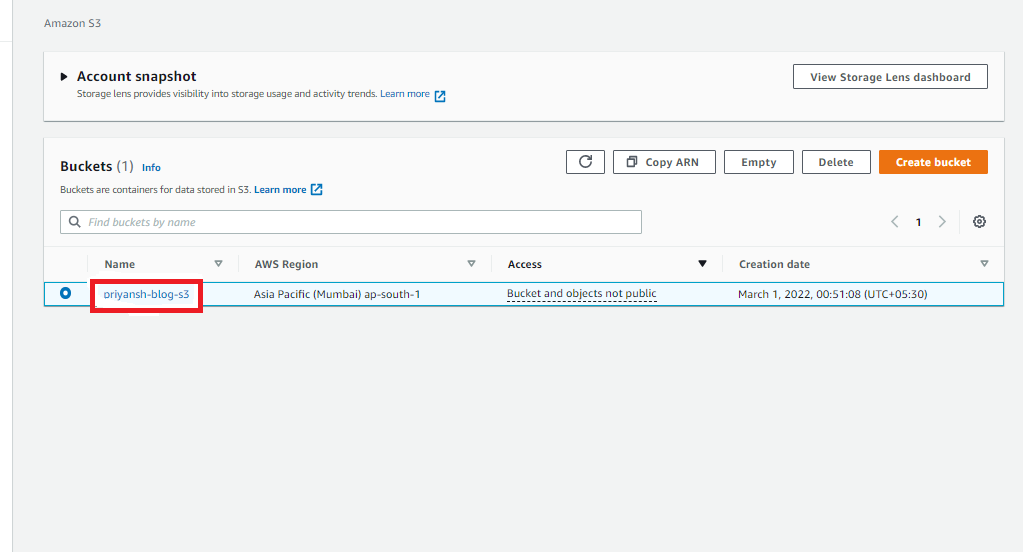 Amazon S3
Account snapshot
View Storage Lens dashboard
Storage lens provides visibility into storage usage and activity trends. Learn more
Buckets (1) Info
Copy ARN
Empty
Delete
Create bucket
Buckets are containers for data stored in S3. Learn more
Find buckets by name
1
Name AWS Region Access Creation date
priyansh-blog-s3 Asia Pacific (Mumbai) ap-south-1 Bucket and objects not public March 1, 2022, 00:51:08 (UTC+05:30)